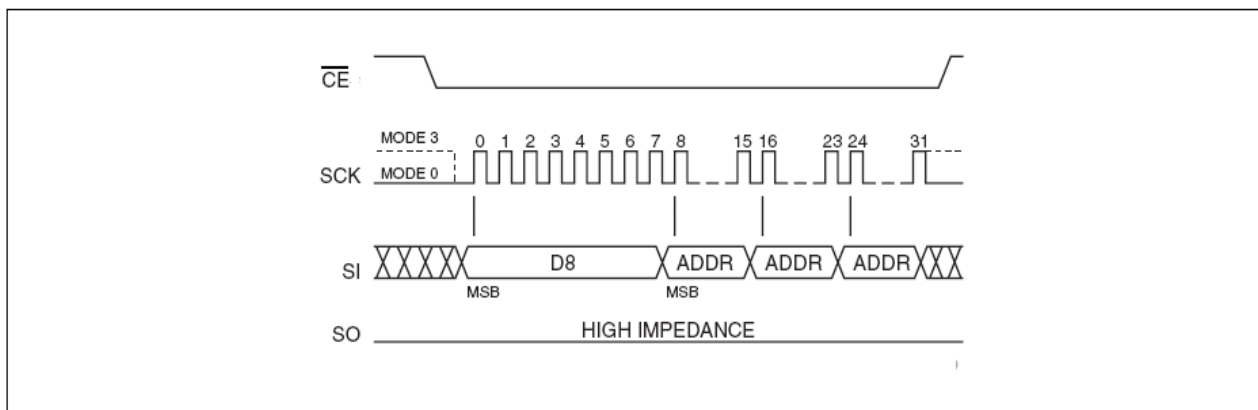 CE
MODE 3
0 1 2 3 4 5 6 7 8 15 16 23 24 31
SCK MODE 0
SI D8 ADDR ADDR ADDR
MSB MSB
SO HIGH IMPEDANCE